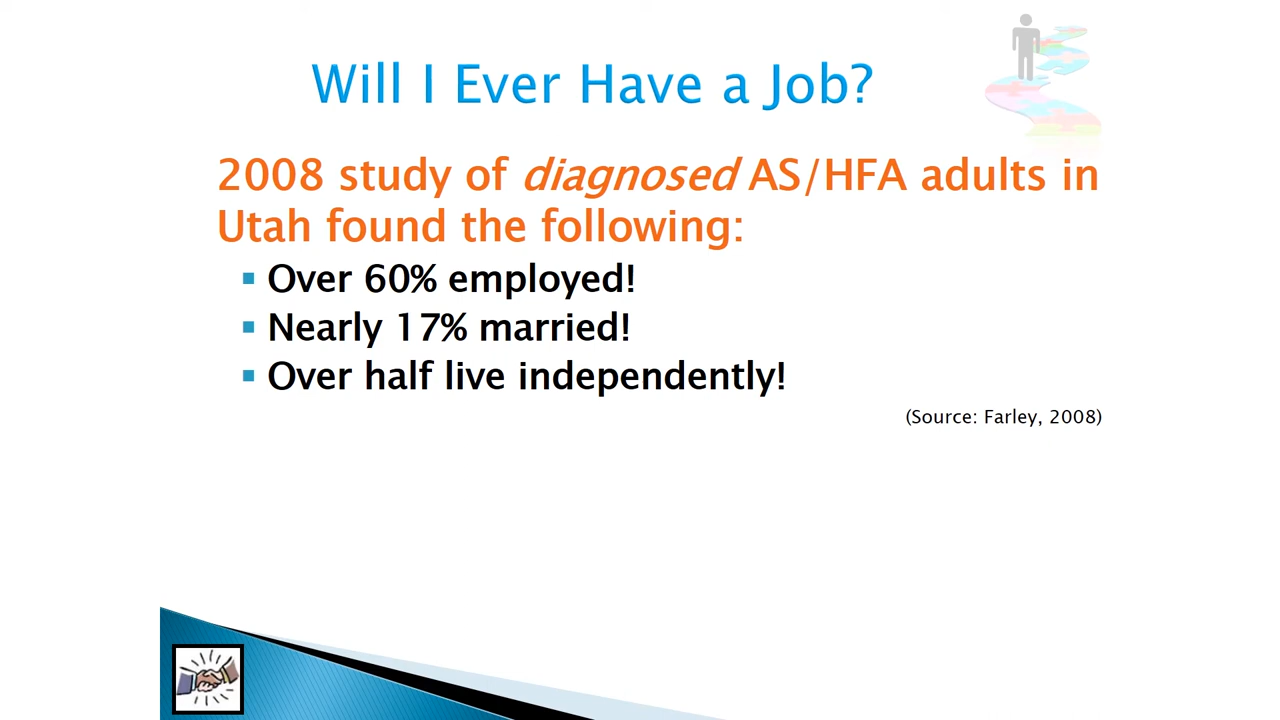 Will I Ever Have a Job?
2008 study of diagnosed AS/HFA adults in
Utah found the following:
▪ Over 60% employed!
▪ Nearly 17% married!
▪ Over half live independently!
(Source: Farley, 2008)